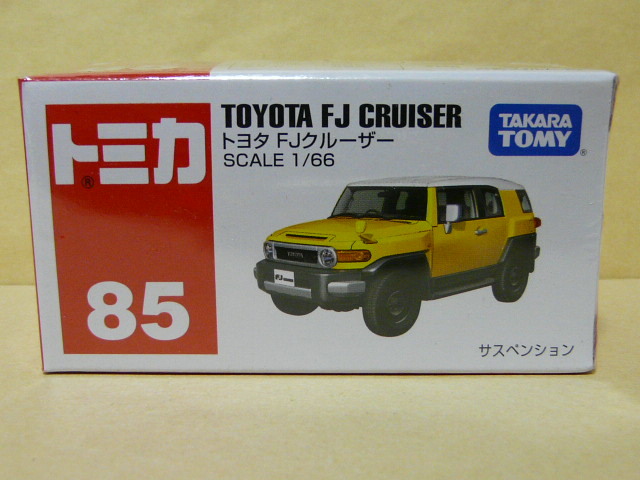 トミカ
®
85
TOYOTA FJ CRUISER
トヨタ FJクルーザー
SCALE 1/66
TAKARA
TOMY
®
FJ
サスペンション